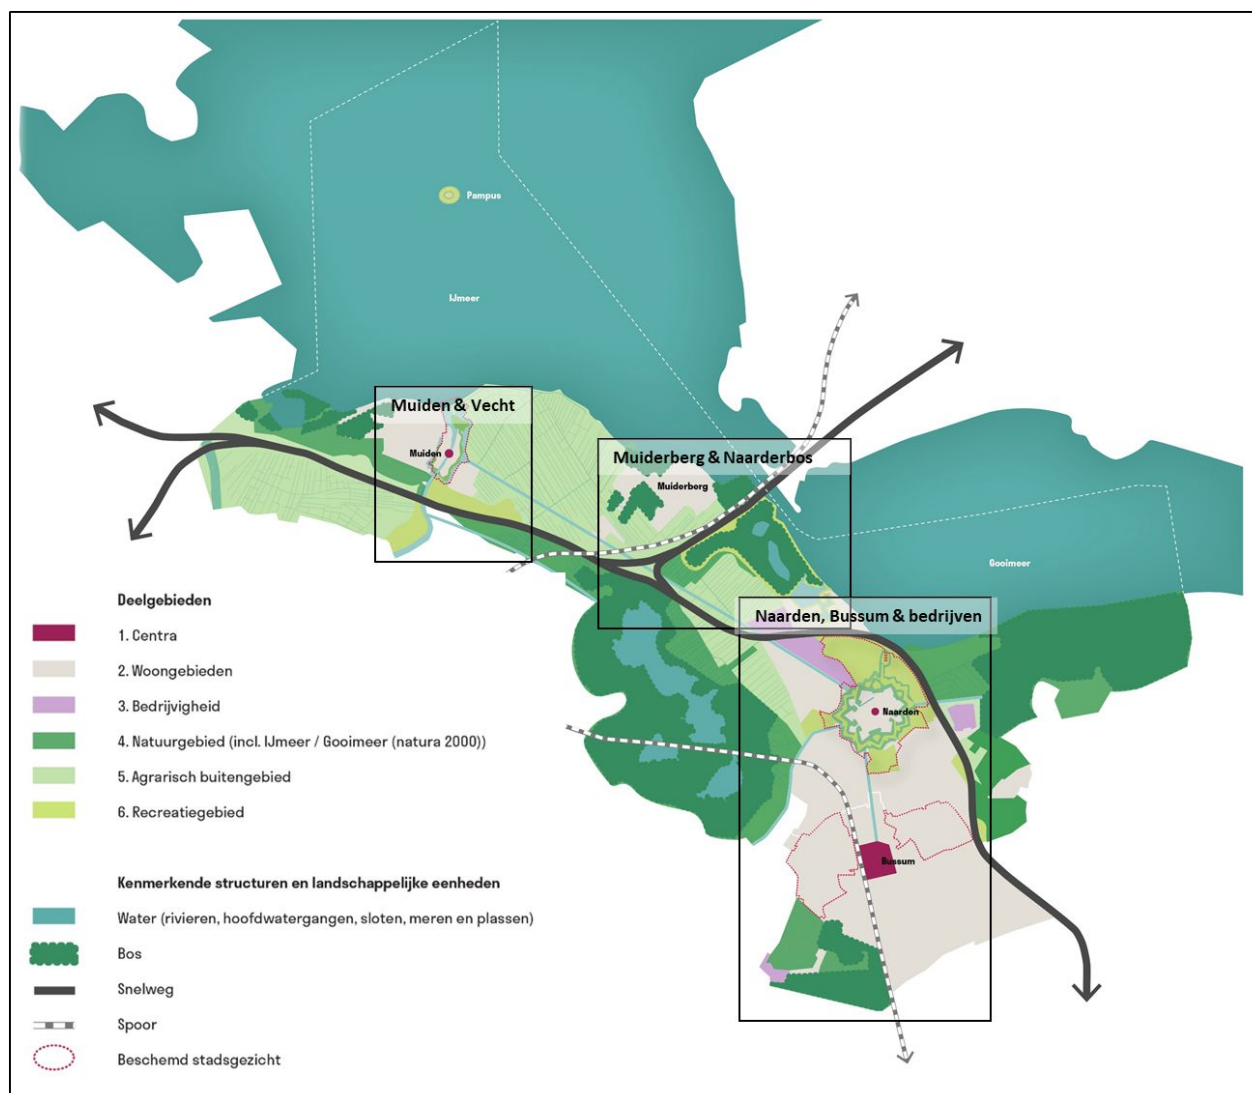 Pampus
IJmeer
Muiden & Vecht
Muiden
Muiderberg & Naarderbos
Muiderberg
Gooimeer
Naarden, Bussum & bedrijven
Naarden
Bussum
Deelgebieden
1. Centra
2. Woongebieden
3. Bedrijvigheid
4. Natuurgebied (incl. IJmeer / Gooimeer (natura 2000))
5. Agrarisch buitengebied
6. Recreatiegebied
Kenmerkende structuren en landschappelijke eenheden
Water (rivieren, hoofdwatergangen, sloten, meren en plassen)
Bos
Snelweg
Spoor
Beschemd stadsgezicht